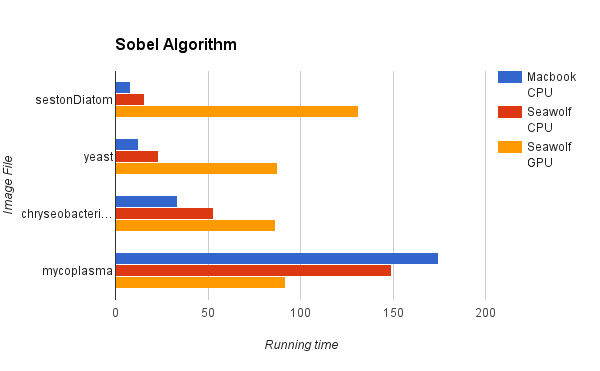 Sobel Algorithm
Macbook
CPU
Seawolf
CPU
Seawolf
GPU
sestonDiatom
yeast
chryseobacteri...
mycoplasma
Image File
0 50 100 150 200
Running time